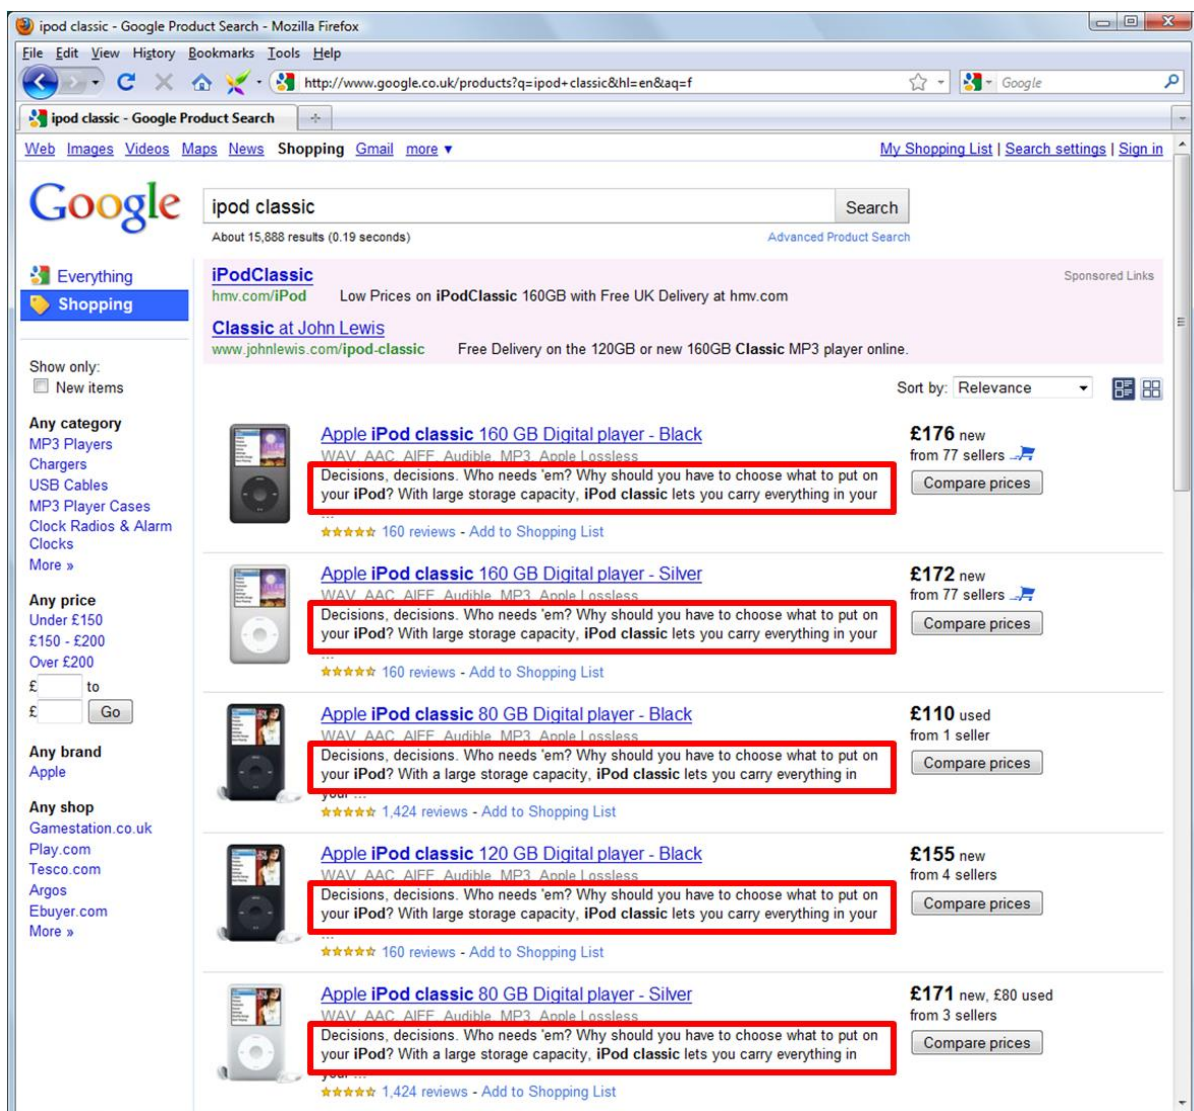 ipod classic - Google Product Search - Mozilla Firefox
File Edit View History Bookmarks Tools Help
http://www.google.co.uk/products?q=ipod+classic&hl=en&aq=f
Google
ipod classic - Google Product Search
Web Images Videos Maps News Shopping Gmail more ▼
My Shopping List | Search settings | Sign in
Google
ipod classic
Search
About 15,888 results (0.19 seconds)
Advanced Product Search
Everything
Shopping
Show only:
New items
Any category
MP3 Players
Chargers
USB Cables
MP3 Player Cases
Clock Radios & Alarm
Clocks
More »
Any price
Under £150
£150 - £200
Over £200
£ to
£ Go
Any brand
Apple
Any shop
Gamestation.co.uk
Play.com
Tesco.com
Argos
Ebuyer.com
More »
iPodClassic
Sponsored Links
hmv.com/iPod Low Prices on iPodClassic 160GB with Free UK Delivery at hmv.com
Classic at John Lewis
www.johnlewis.com/ipod-classic Free Delivery on the 120GB or new 160GB Classic MP3 player online.
Sort by: Relevance
Apple iPod classic 160 GB Digital player - Black
WAV, AAC, AIFF, Audible, MP3, Apple Lossless
Decisions, decisions. Who needs 'em? Why should you have to choose what to put on
your iPod? With large storage capacity, iPod classic lets you carry everything in your
...
160 reviews - Add to Shopping List
£176 new
from 77 sellers
Compare prices
Apple iPod classic 160 GB Digital player - Silver
WAV, AAC, AIFF, Audible, MP3, Apple Lossless
Decisions, decisions. Who needs 'em? Why should you have to choose what to put on
your iPod? With large storage capacity, iPod classic lets you carry everything in your
...
160 reviews - Add to Shopping List
£172 new
from 77 sellers
Compare prices
Apple iPod classic 80 GB Digital player - Black
WAV, AAC, AIFF, Audible, MP3, Apple Lossless
Decisions, decisions. Who needs 'em? Why should you have to choose what to put on
your iPod? With a large storage capacity, iPod classic lets you carry everything in
your ...
1,424 reviews - Add to Shopping List
£110 used
from 1 seller
Compare prices
Apple iPod classic 120 GB Digital player - Black
WAV, AAC, AIFF, Audible, MP3, Apple Lossless
Decisions, decisions. Who needs 'em? Why should you have to choose what to put on
your iPod? With large storage capacity, iPod classic lets you carry everything in your
...
160 reviews - Add to Shopping List
£155 new
from 4 sellers
Compare prices
Apple iPod classic 80 GB Digital player - Silver
WAV, AAC, AIFF, Audible, MP3, Apple Lossless
Decisions, decisions. Who needs 'em? Why should you have to choose what to put on
your iPod? With a large storage capacity, iPod classic lets you carry everything in
your ...
1,424 reviews - Add to Shopping List
£171 new, £80 used
from 3 sellers
Compare prices